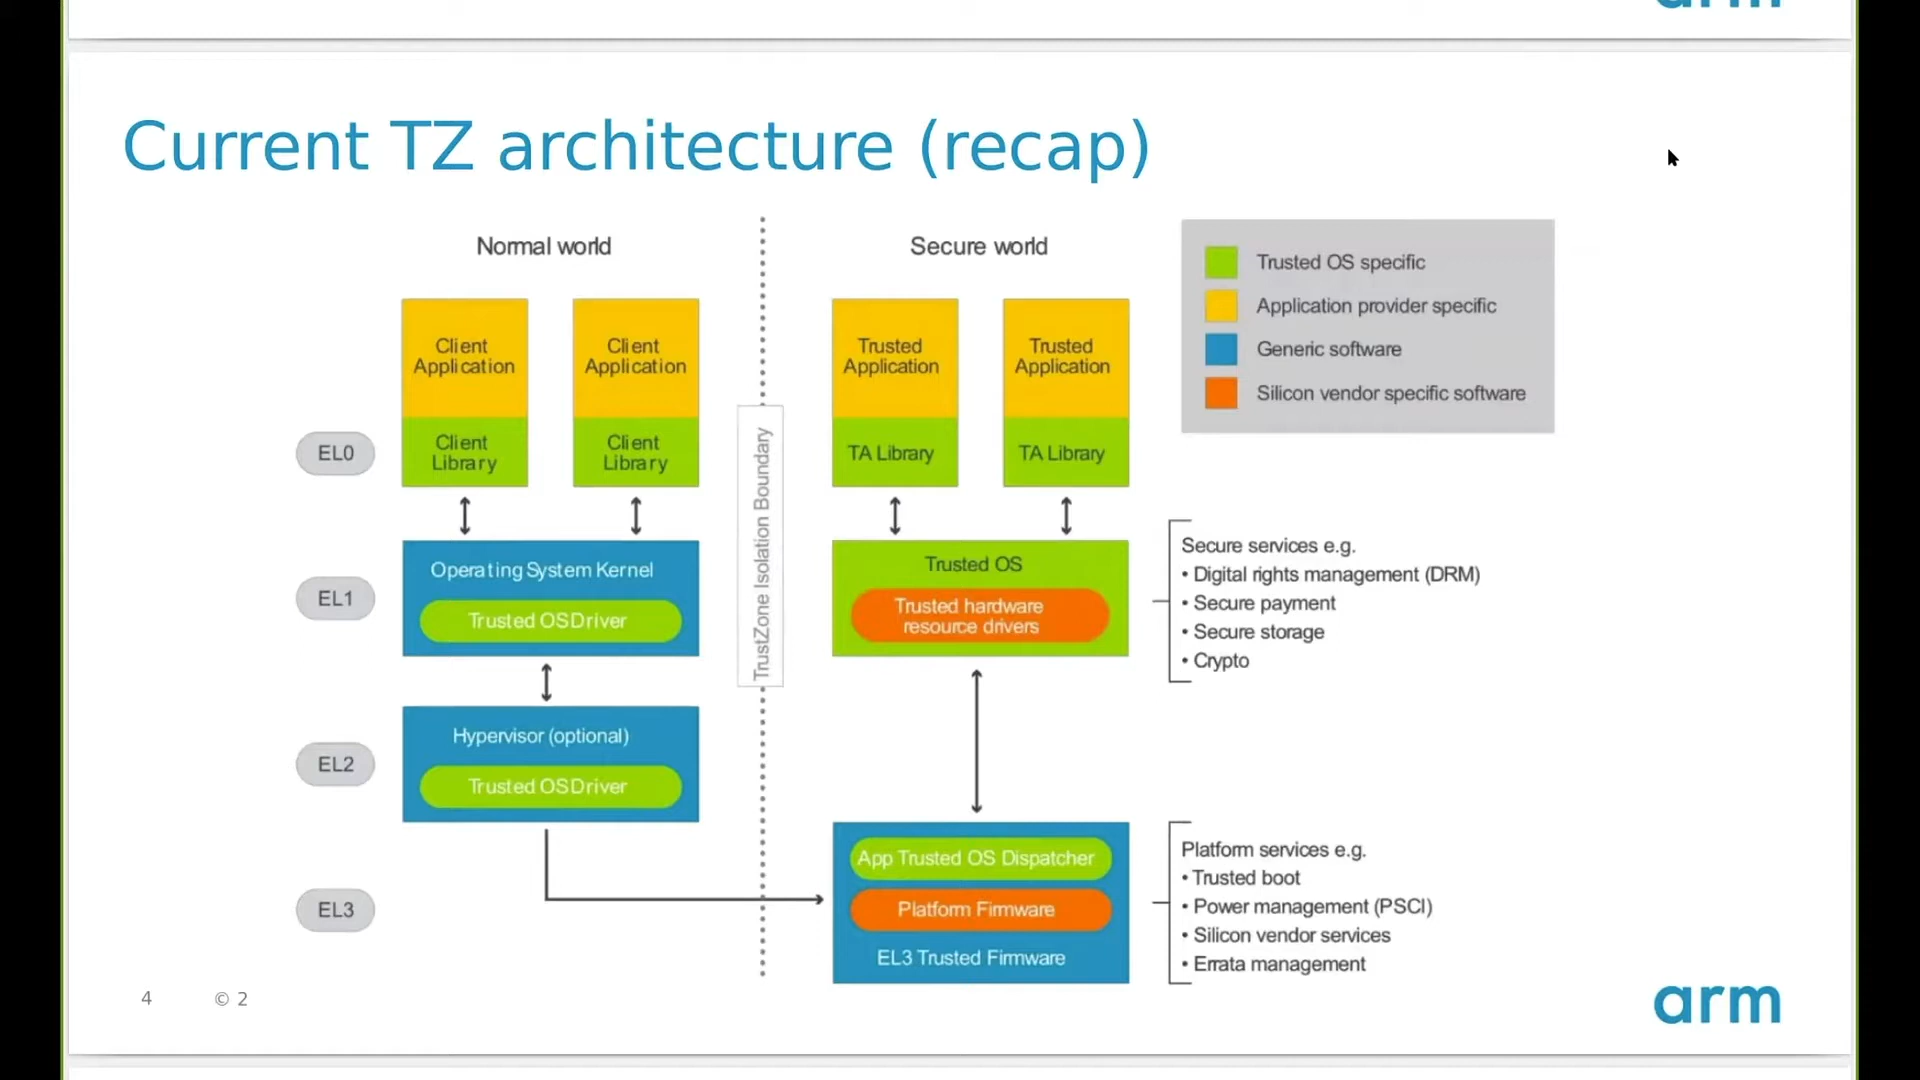 arm
Current TZ architecture (recap)
Normal world
Secure world
Trusted OS specific
Application provider specific
Generic software
Silicon vendor specific software
Client
Application
Client
Application
Trusted
Application
Trusted
Application
EL0
Client
Library
Client
Library
TA Library
TA Library
TrustZone Isolation Boundary
EL1
Operating System Kernel
Trusted OS Driver
Trusted OS
Trusted hardware
resource drivers
Secure services e.g.
• Digital rights management (DRM)
• Secure payment
• Secure storage
• Crypto
EL2
Hypervisor (optional)
Trusted OS Driver
EL3
App Trusted OS Dispatcher
Platform Firmware
EL3 Trusted Firmware
Platform services e.g.
• Trusted boot
• Power management (PSCI)
• Silicon vendor services
• Errata management
4
© 2
arm